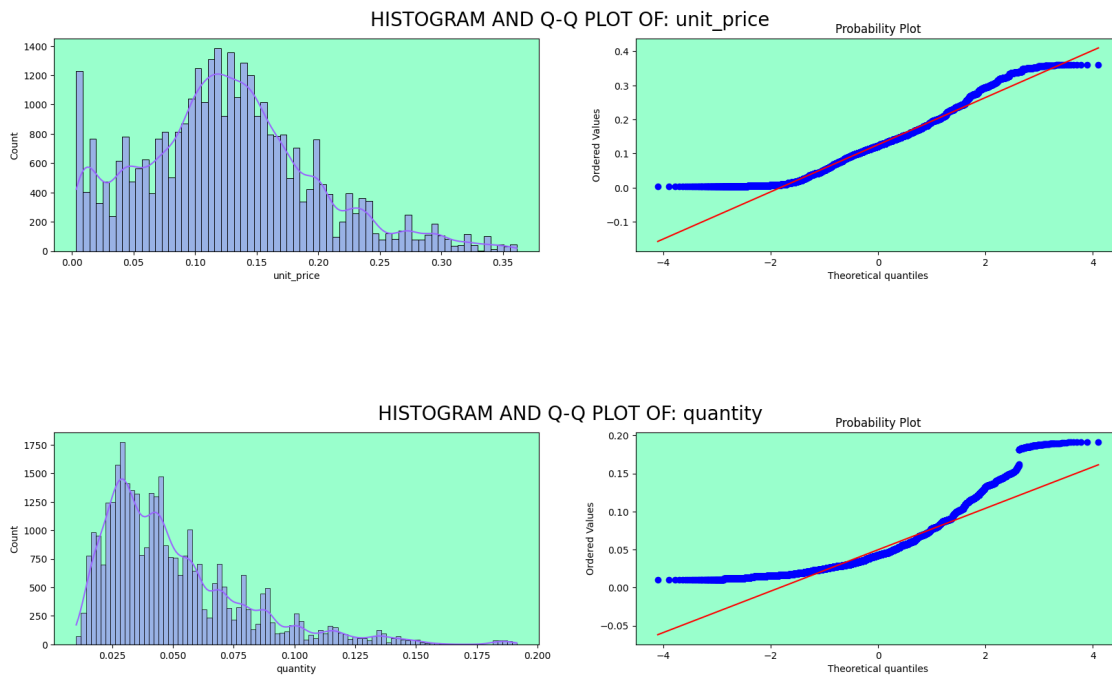 HISTOGRAM AND Q-Q PLOT OF: unit_price
Probability Plot
1400
1200
1000
800
600
400
200
0
Count
0.00 0.05 0.10 0.15 0.20 0.25 0.30 0.35
unit_price
0.4
0.3
0.2
0.1
0.0
−0.1
Ordered Values
−4 −2 0 2 4
Theoretical quantiles
HISTOGRAM AND Q-Q PLOT OF: quantity
Probability Plot
1750
1500
1250
1000
750
500
250
0
Count
0.025 0.050 0.075 0.100 0.125 0.150 0.175 0.200
quantity
0.20
0.15
0.10
0.05
0.00
−0.05
Ordered Values
−4 −2 0 2 4
Theoretical quantiles